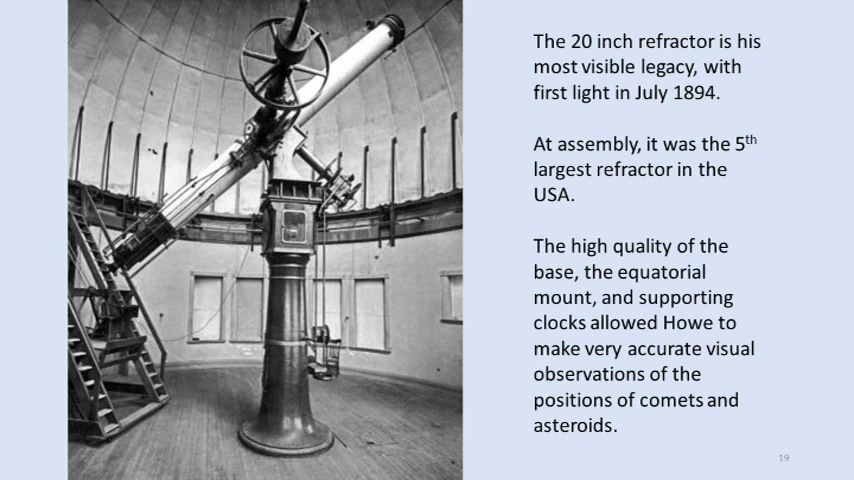 The 20 inch refractor is his
most visible legacy, with
first light in July 1894.
At assembly, it was the 5th
largest refractor in the
USA.
The high quality of the
base, the equatorial
mount, and supporting
clocks allowed Howe to
make very accurate visual
observations of the
positions of comets and
asteroids.
19